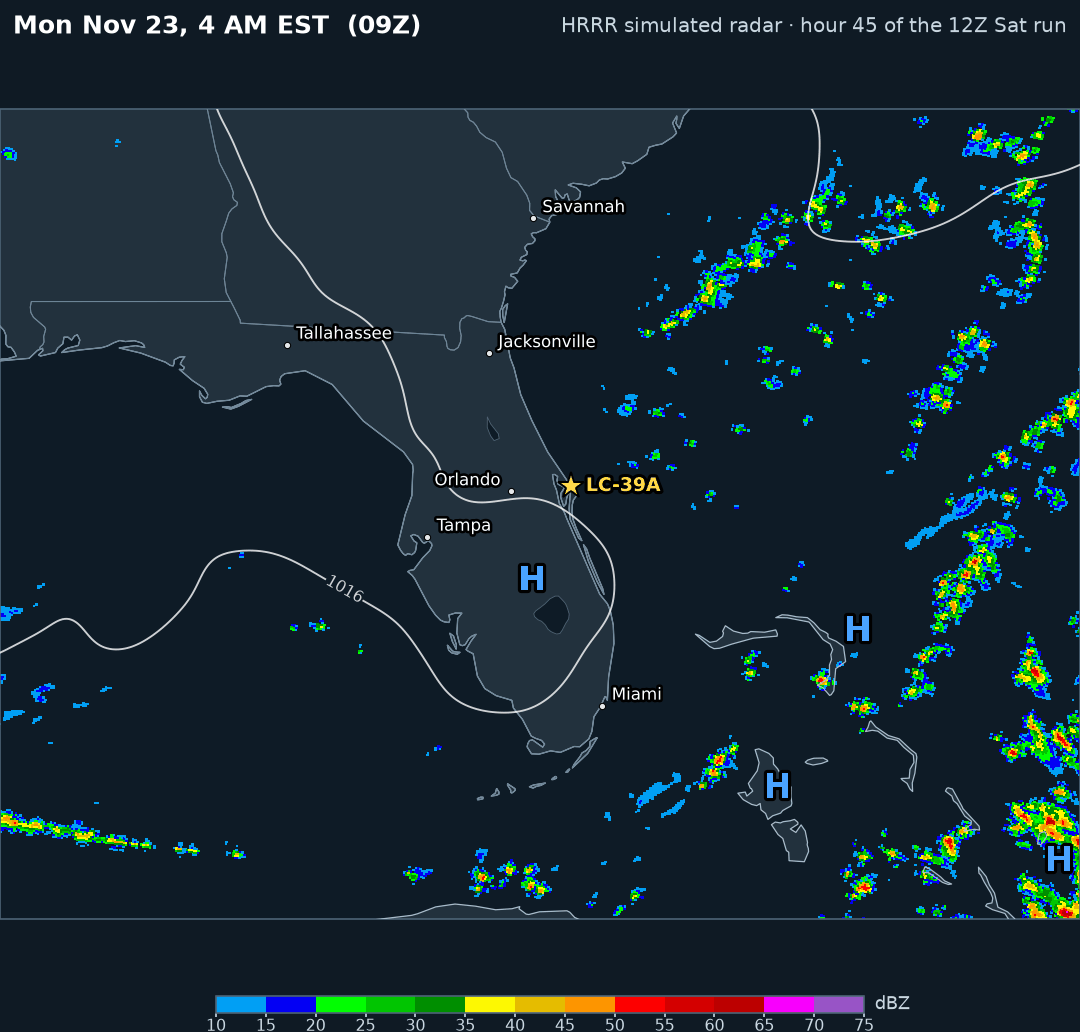 Mon Nov 23, 4 AM EST (09Z)
HRRR simulated radar · hour 45 of the 12Z Sat run
Savannah
Tallahassee
Jacksonville
Orlando
LC-39A
Tampa
H
1016
H
Miami
H
H
dBZ
10 15 20 25 30 35 40 45 50 55 60 65 70 75